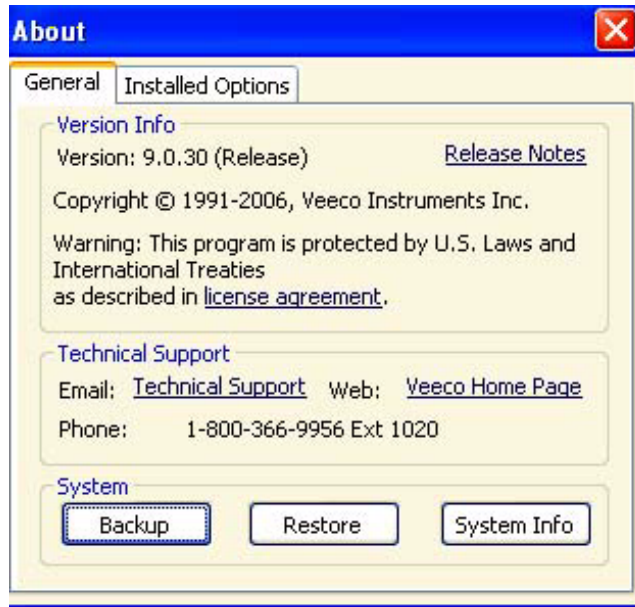 About
General Installed Options
Version Info
Version: 9.0.30 (Release) Release Notes
Copyright © 1991-2006, Veeco Instruments Inc.
Warning: This program is protected by U.S. Laws and
International Treaties
as described in license agreement.
Technical Support
Email: Technical Support Web: Veeco Home Page
Phone: 1-800-366-9956 Ext 1020
System
Backup Restore System Info